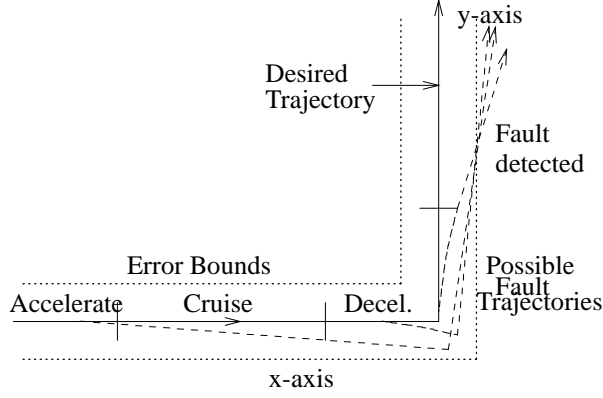 y-axis
Desired
Trajectory
Fault
detected
Error Bounds
Possible
Fault
Trajectories
Accelerate
Cruise
Decel.
x-axis